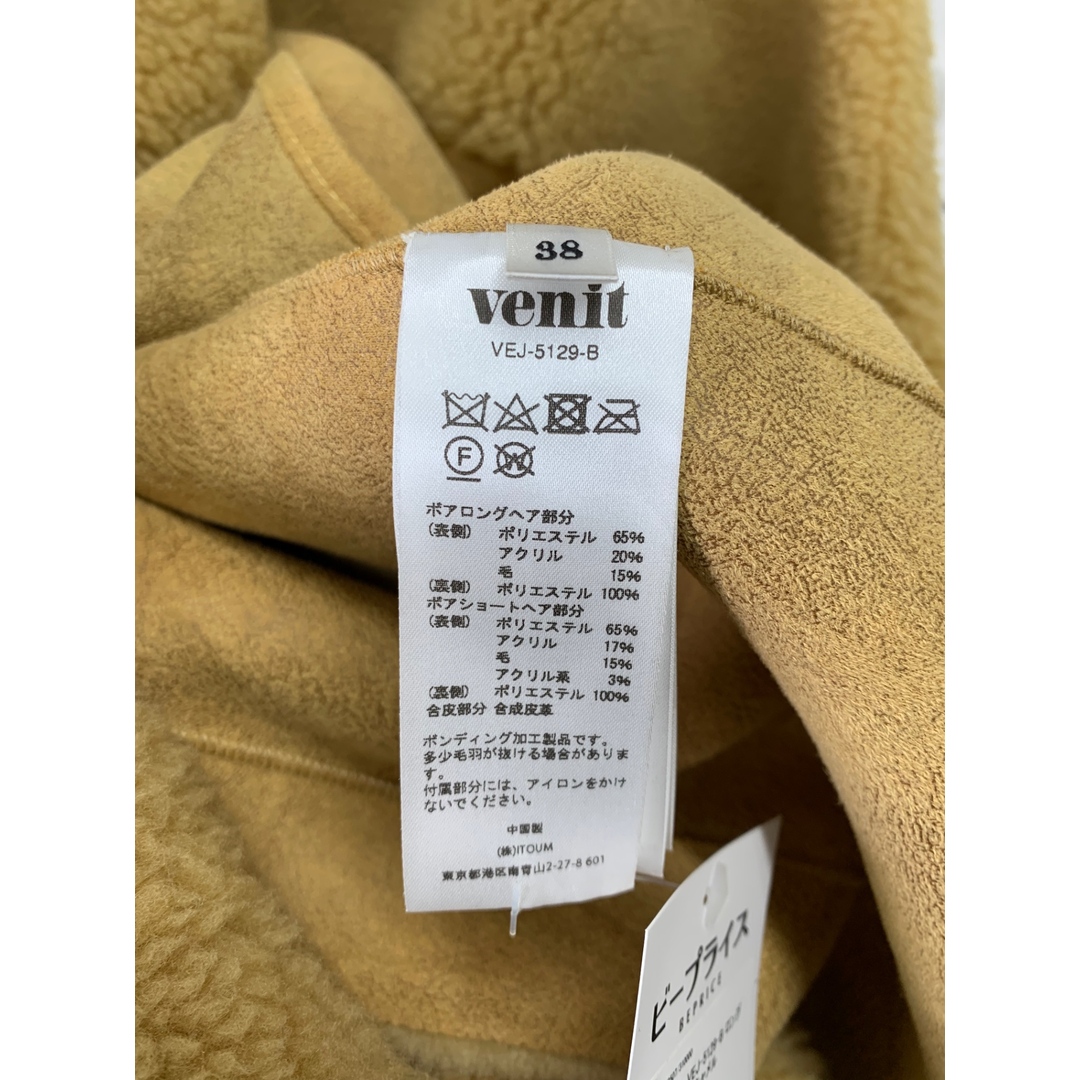 38
venit
VEJ-5129-B
F
W
ボアロングヘア部分
(表側) ポリエステル 65%
アクリル 20%
毛 15%
(裏側) ポリエステル 100%
ボアショートヘア部分
(表側) ポリエステル 65%
アクリル 17%
毛 15%
アクリル系 3%
(裏側) ポリエステル 100%
合皮部分 合成皮革
ボンディング加工製品です。
多少毛羽が抜ける場合がありま
す。
付属部分には、アイロンをかけ
ないでください。
中国製
(株)ITOUM
東京都港区南青山2-27-8 601
ビープライス
BEPRICE
VEJ-5129-B ロング